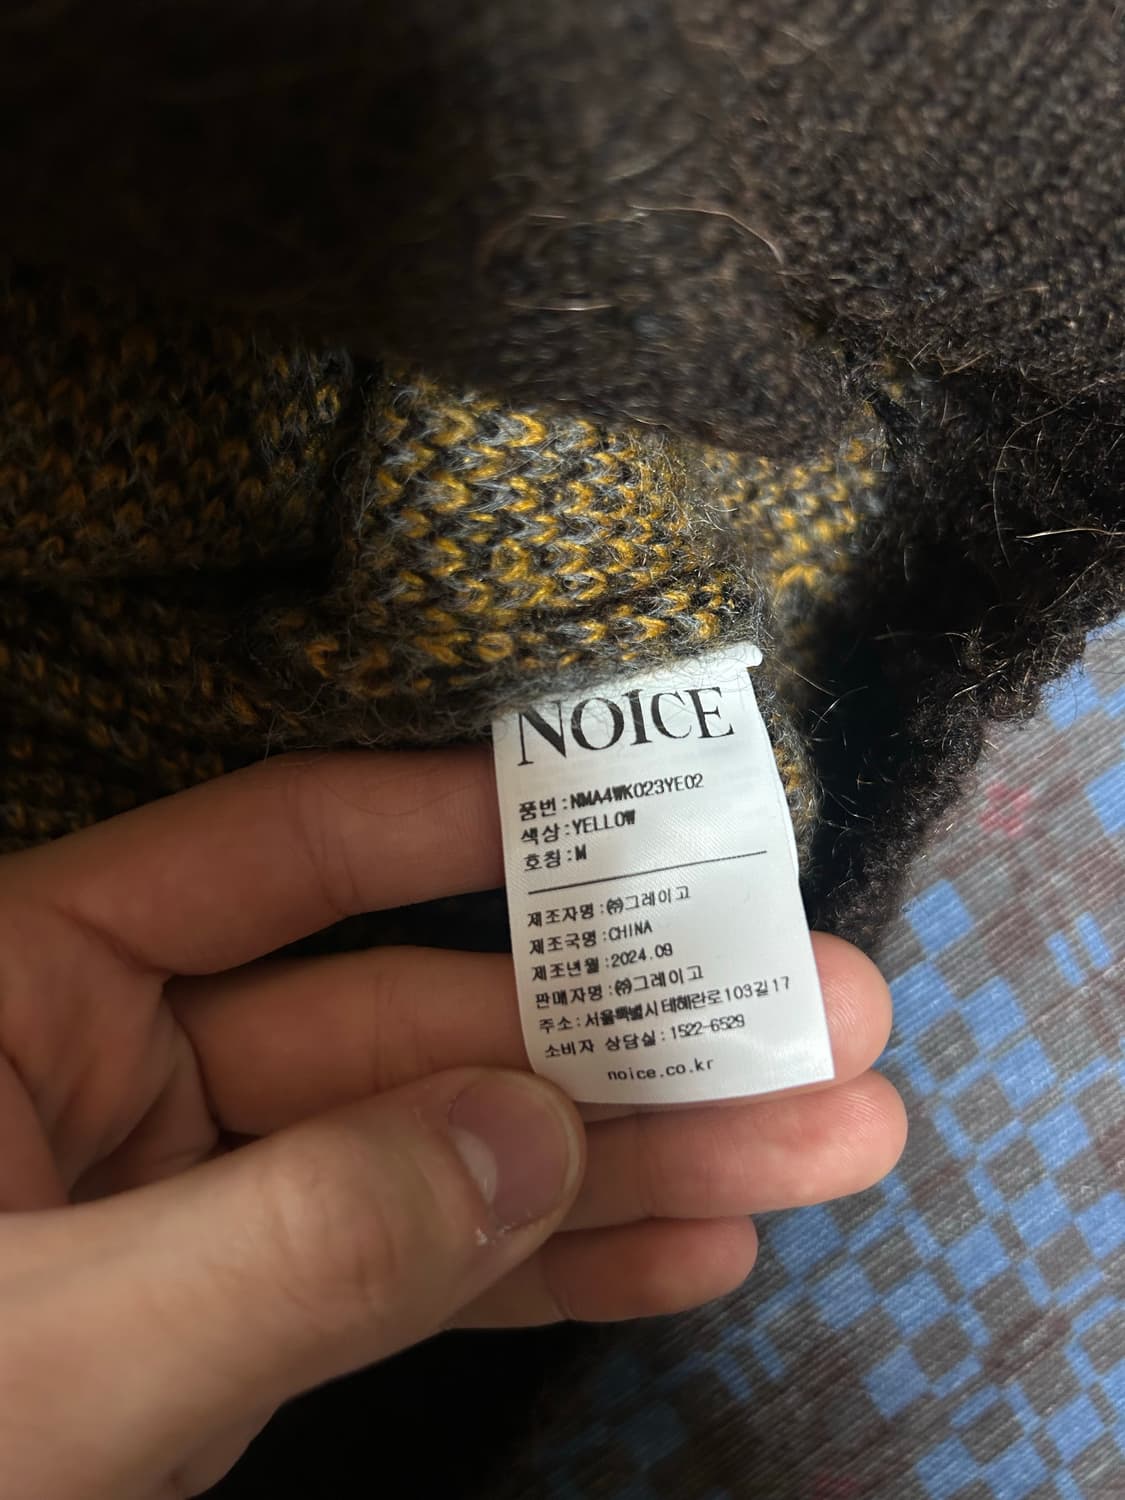 NOICE
품번:NMA4WK023YE02
색상:YELLOW
호칭:M
제조자명:㈜그레이고
제조국명:CHINA
제조년월:2024.09
판매자명:㈜그레이고
주소:서울특별시 테헤란로103길 17
소비자 상담실:1522-6529
noice.co.kr